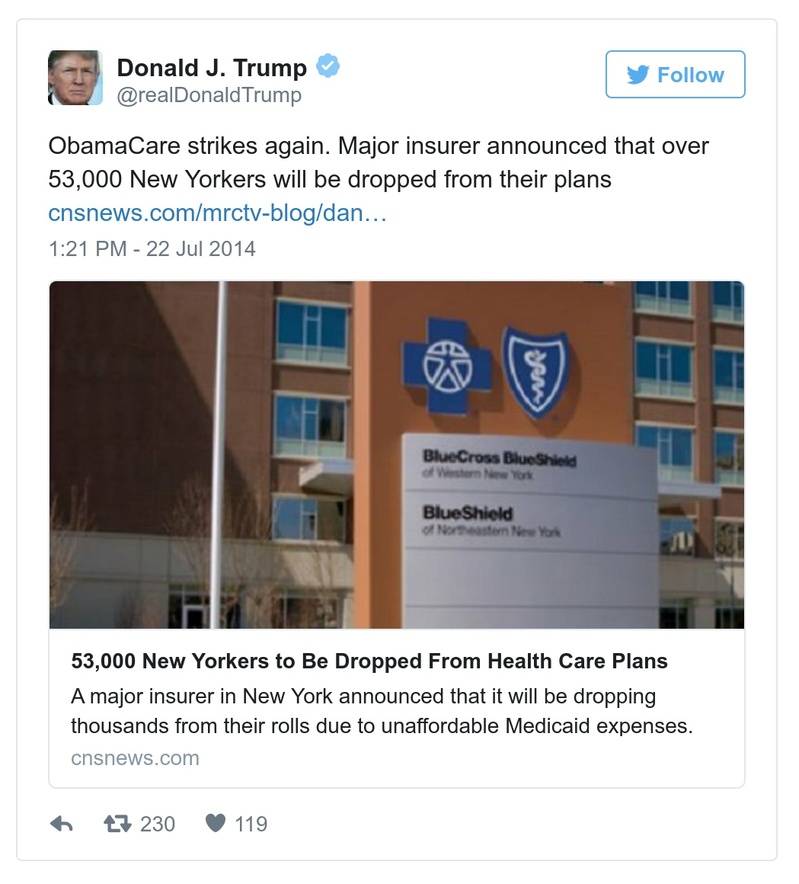 Donald J. Trump
@realDonaldTrump
Follow
ObamaCare strikes again. Major insurer announced that over
53,000 New Yorkers will be dropped from their plans
cnsnews.com/mrctv-blog/dan…
1:21 PM - 22 Jul 2014
BlueCross BlueShield
of Western New York
BlueShield
of Northeastern New York
53,000 New Yorkers to Be Dropped From Health Care Plans
A major insurer in New York announced that it will be dropping
thousands from their rolls due to unaffordable Medicaid expenses.
cnsnews.com
230 119